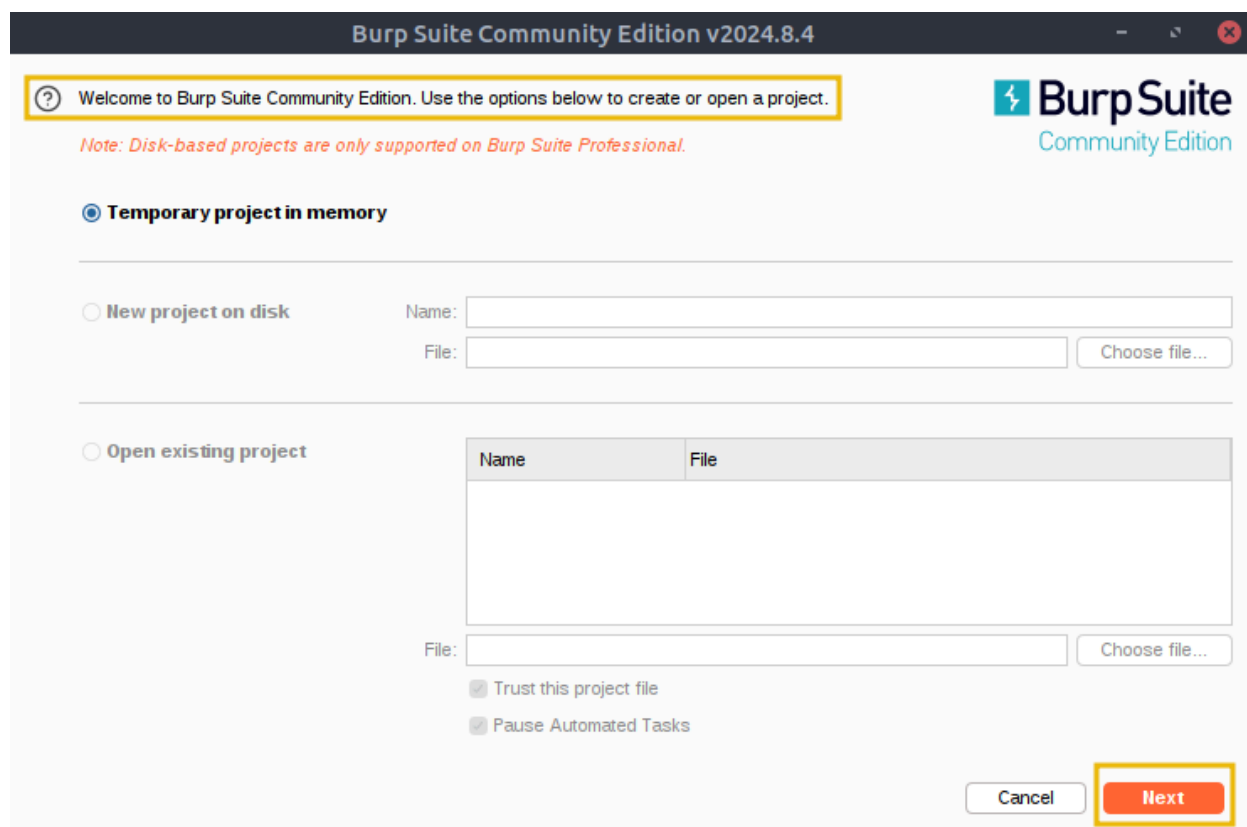 Burp Suite Community Edition v2024.8.4
Welcome to Burp Suite Community Edition. Use the options below to create or open a project.
Burp Suite
Community Edition
Note: Disk-based projects are only supported on Burp Suite Professional.
Temporary project in memory
New project on disk
Name:
File:
Choose file...
Open existing project
Name
File
File:
Choose file...
Trust this project file
Pause Automated Tasks
Cancel
Next